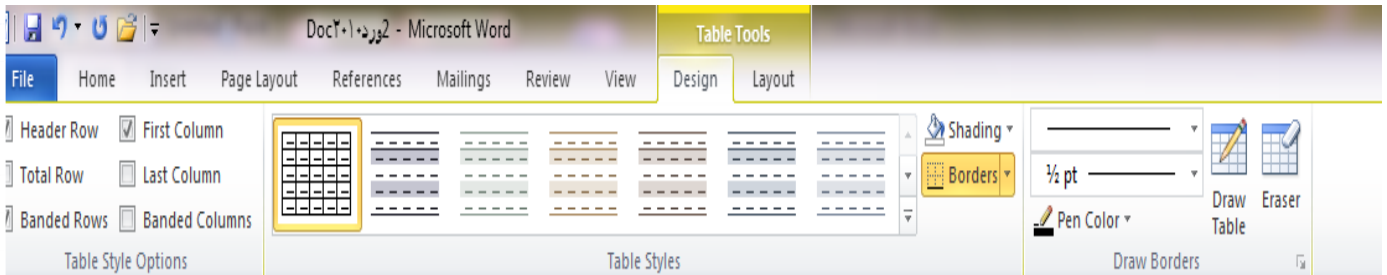 Doc۲۰۱۰ورد2 - Microsoft Word
Table Tools
File Home Insert Page Layout References Mailings Review View Design Layout
Header Row First Column
Total Row Last Column
Banded Rows Banded Columns
Table Style Options
Table Styles
Shading
Borders
½ pt
Pen Color
Draw Table
Eraser
Draw Borders